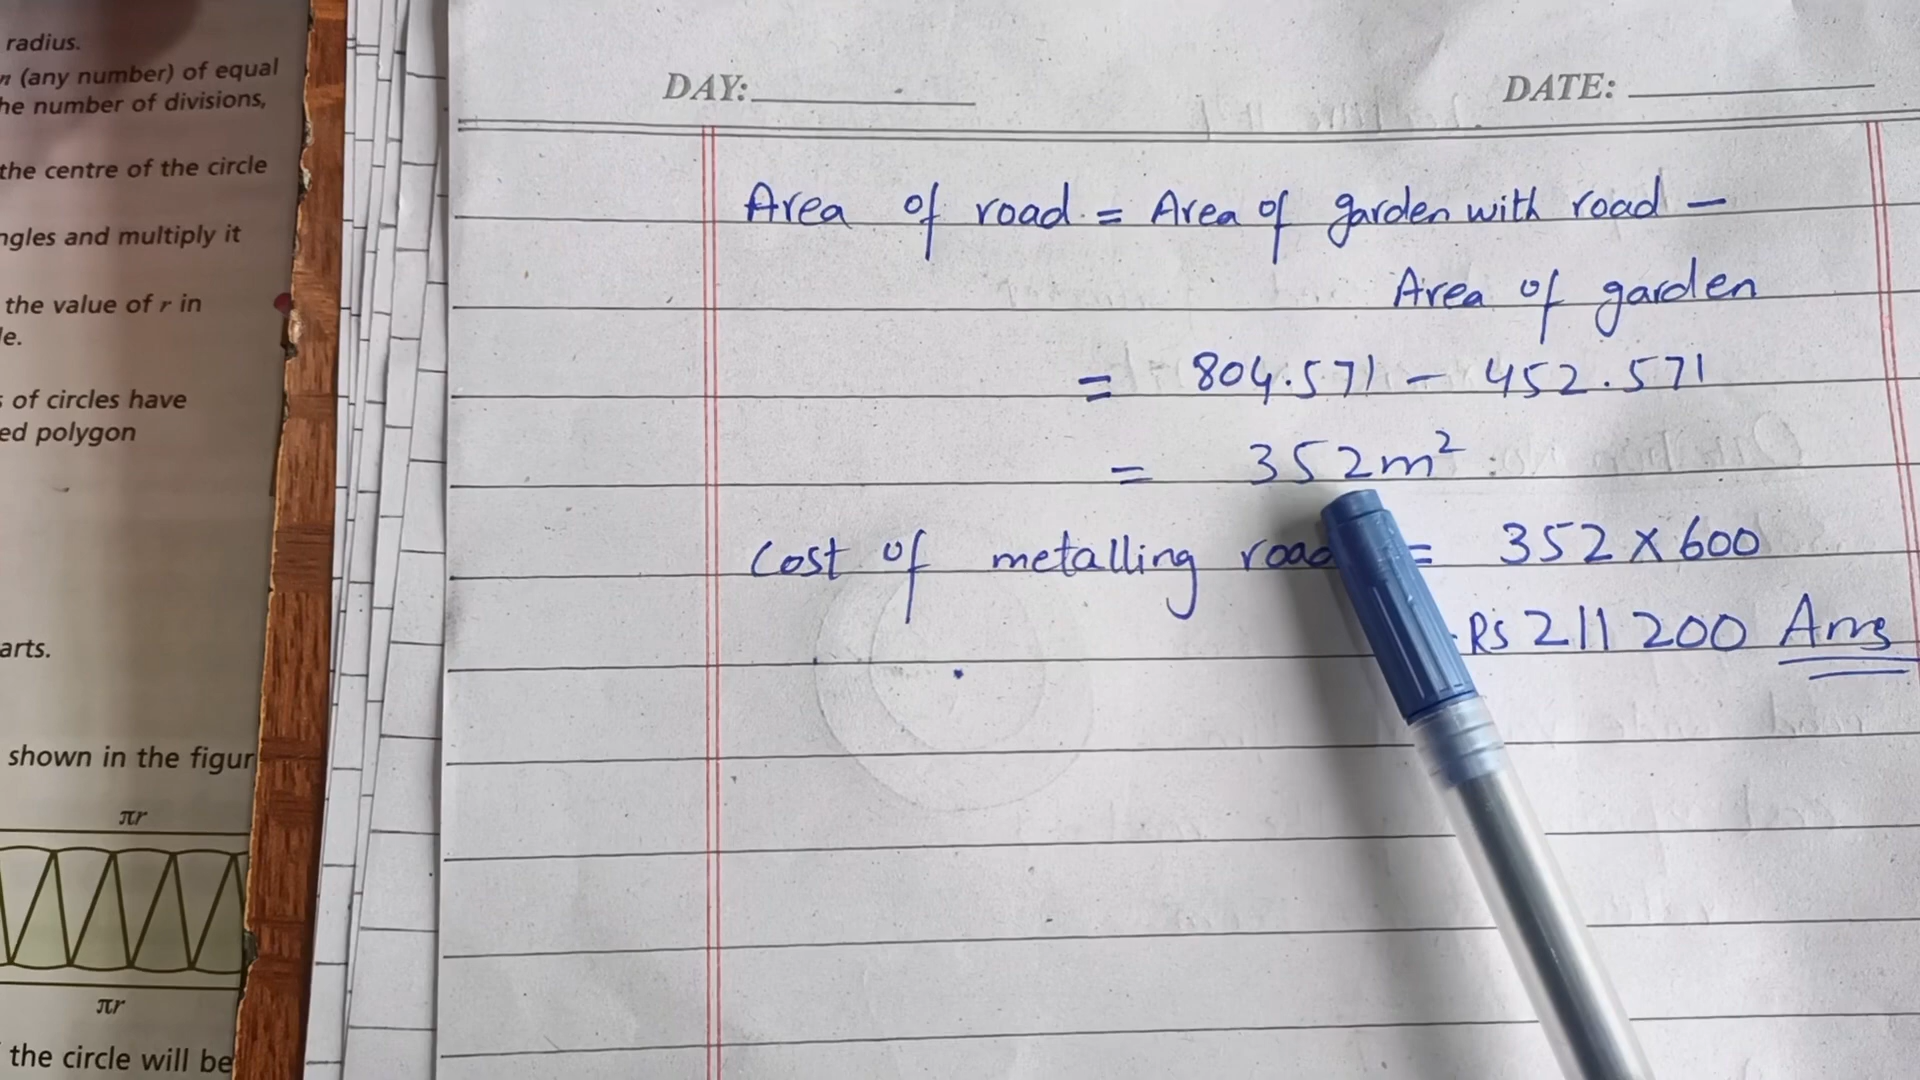 radius.
n (any number) of equal
he number of divisions,
the centre of the circle
ngles and multiply it
the value of r in
le.
s of circles have
ed polygon
arts.
shown in the figur
πr
πr
the circle will be
DAY: DATE:
Area of road = Area of garden with road -
Area of garden
= 804.571 - 452.571
= 352m²
Cost of metalling road = 352 x 600
Rs 211 200 Ans